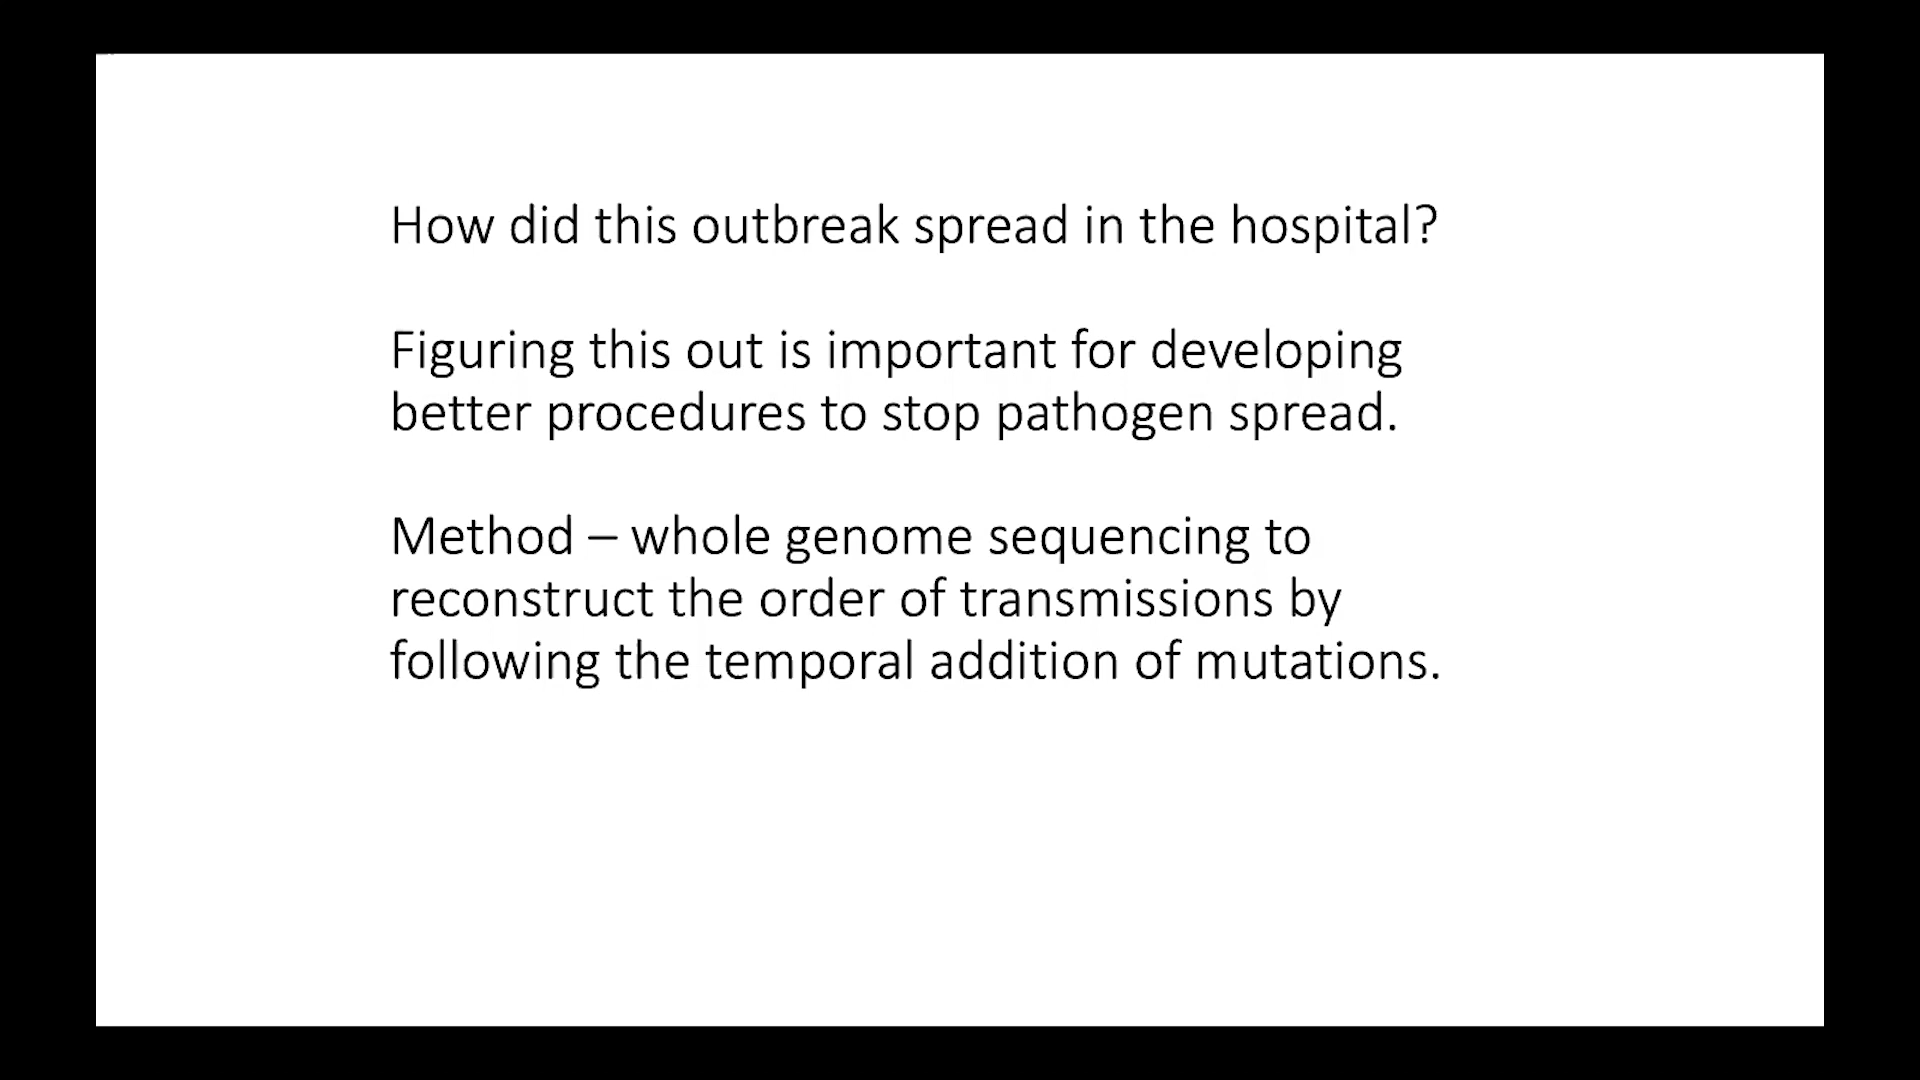 How did this outbreak spread in the hospital?
Figuring this out is important for developing
better procedures to stop pathogen spread.
Method – whole genome sequencing to
reconstruct the order of transmissions by
following the temporal addition of mutations.